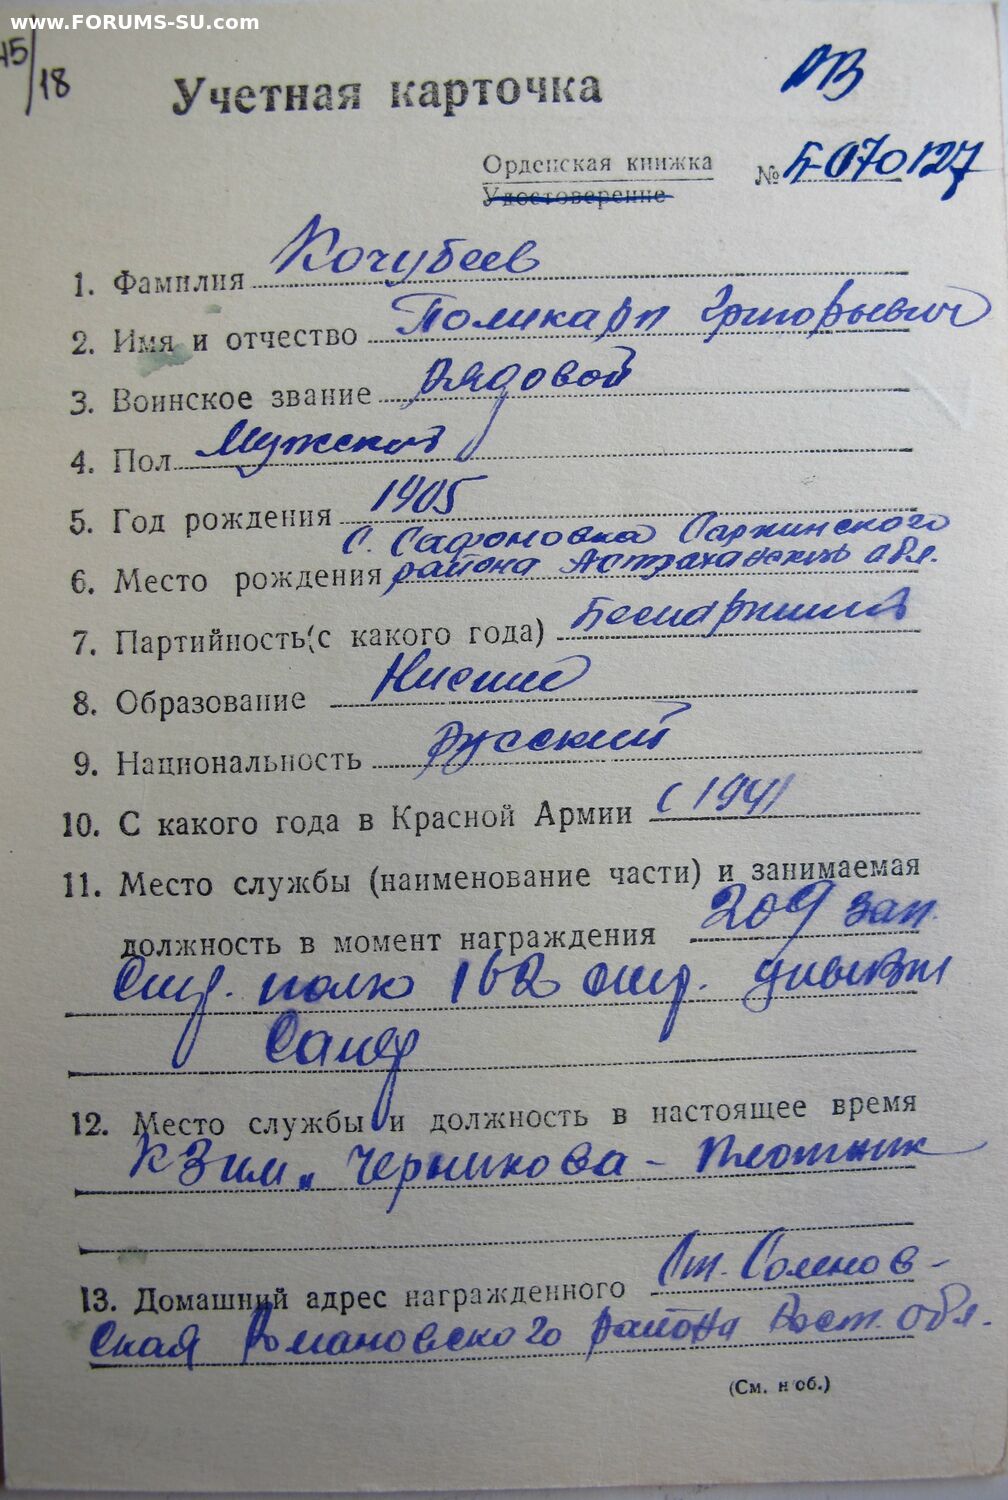 www.FORUMS-SU.com
45/18
Учетная карточка
Орденская книжка № Б-070127
Удостоверение
1. Фамилия Кочубеев
2. Имя и отчество Поликарп Григорьевич
3. Воинское звание Рядовой
4. Пол Мужской
5. Год рождения 1905
с. Сафоновка
6. Место рождения района Астраханской обл.
7. Партийность (с какого года) Беспартийный
8. Образование Нисшие
9. Национальность русский
10. С какого года в Красной Армии с 1941
11. Место службы (наименование части) и занимаемая
должность в момент награждения 209 зап.
Стр. полк 162 стр. дивизии
Сапер
12. Место службы и должность в настоящее время
К-З им. „Черникова - Плотник
13. Домашний адрес награжденного Ст. Соленов-
ская Романовского района Рост. обл.
(См. н об.)